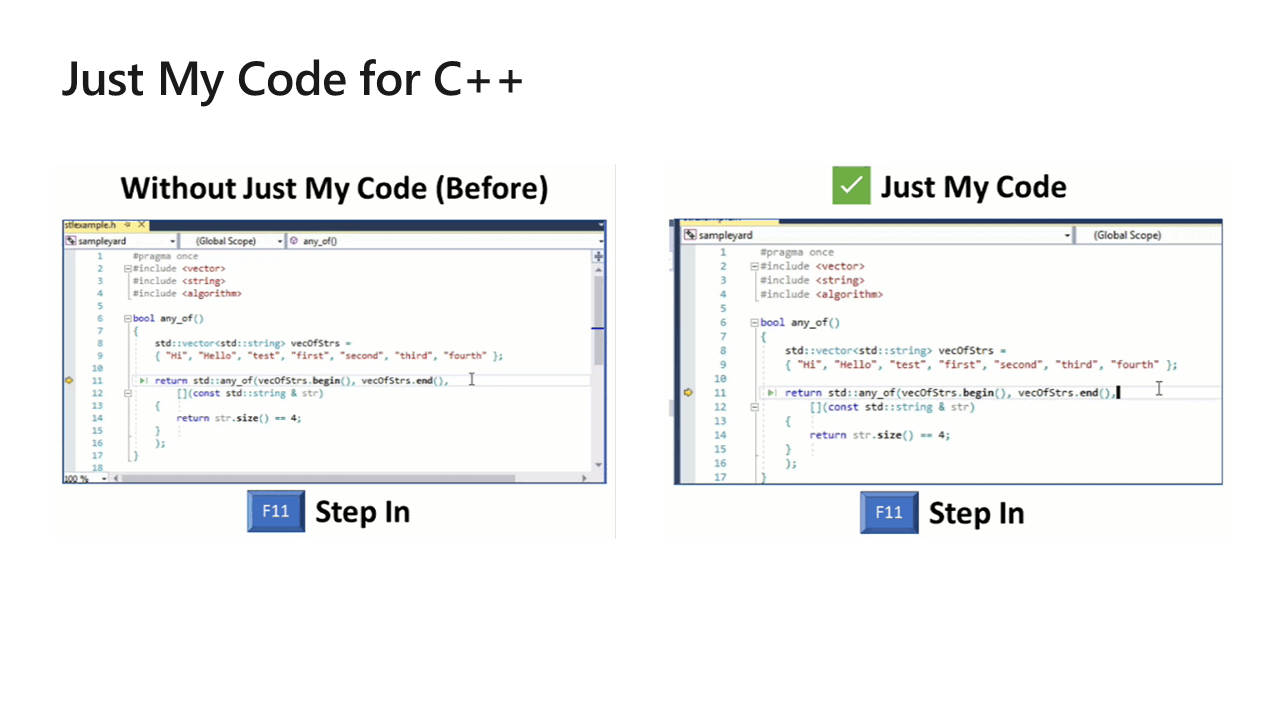 Just My Code for C++
Without Just My Code (Before)
stlexample.h
sampleyard (Global Scope) any_of()
1 #pragma once
2 #include <vector>
3 #include <string>
4 #include <algorithm>
5
6 bool any_of()
7 {
8 std::vector<std::string> vecOfStrs =
9 { "Hi", "Hello", "test", "first", "second", "third", "fourth" };
10
11 return std::any_of(vecOfStrs.begin(), vecOfStrs.end(),
12 [](const std::string & str)
13 {
14 return str.size() == 4;
15 }
16 );
17 }
18
100 %
F11 Step In
Just My Code
sampleyard (Global Scope)
1 #pragma once
2 #include <vector>
3 #include <string>
4 #include <algorithm>
5
6 bool any_of()
7 {
8 std::vector<std::string> vecOfStrs =
9 { "Hi", "Hello", "test", "first", "second", "third", "fourth" };
10
11 return std::any_of(vecOfStrs.begin(), vecOfStrs.end(),
12 [](const std::string & str)
13 {
14 return str.size() == 4;
15 }
16 );
17 }
F11 Step In